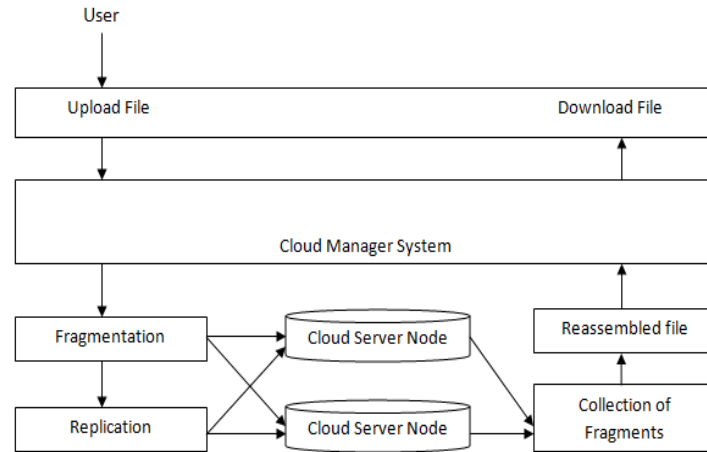 User
Upload File
Download File
Cloud Manager System
Fragmentation
Cloud Server Node
Reassembled file
Replication
Cloud Server Node
Collection of
Fragments